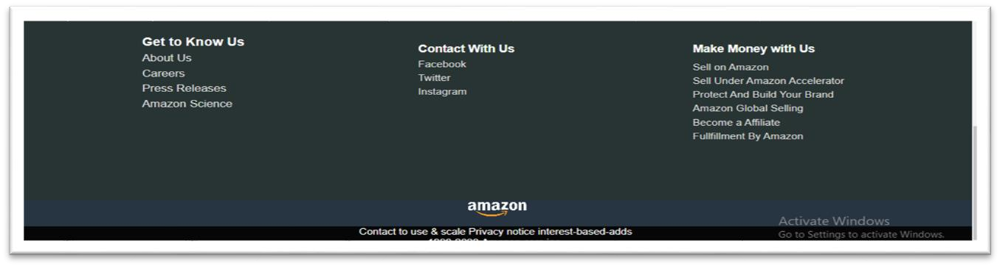 Get to Know Us
About Us
Careers
Press Releases
Amazon Science
Contact With Us
Facebook
Twitter
Instagram
Make Money with Us
Sell on Amazon
Sell Under Amazon Accelerator
Protect And Build Your Brand
Amazon Global Selling
Become a Affiliate
Fullfillment By Amazon
amazon
Activate Windows
Go to Settings to activate Windows.
Contact to use & scale Privacy notice interest-based-adds